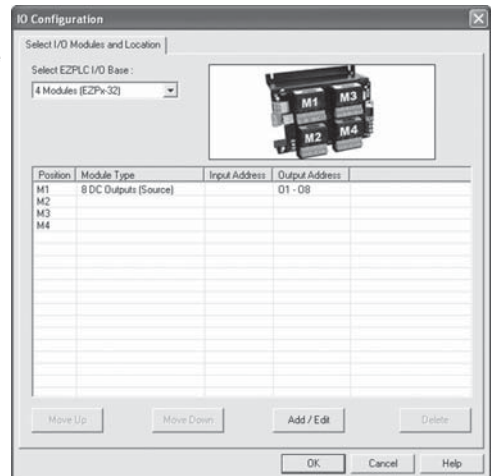 IO Configuration
Select I/O Modules and Location
Select EZPLC I/O Base :
4 Modules (EZPx-32)
M1 M3
M2 M4
Position Module Type Input Address Output Address
M1 8 DC Outputs (Source) O1 - O8
M2
M3
M4
Move Up Move Down Add / Edit Delete
OK Cancel Help